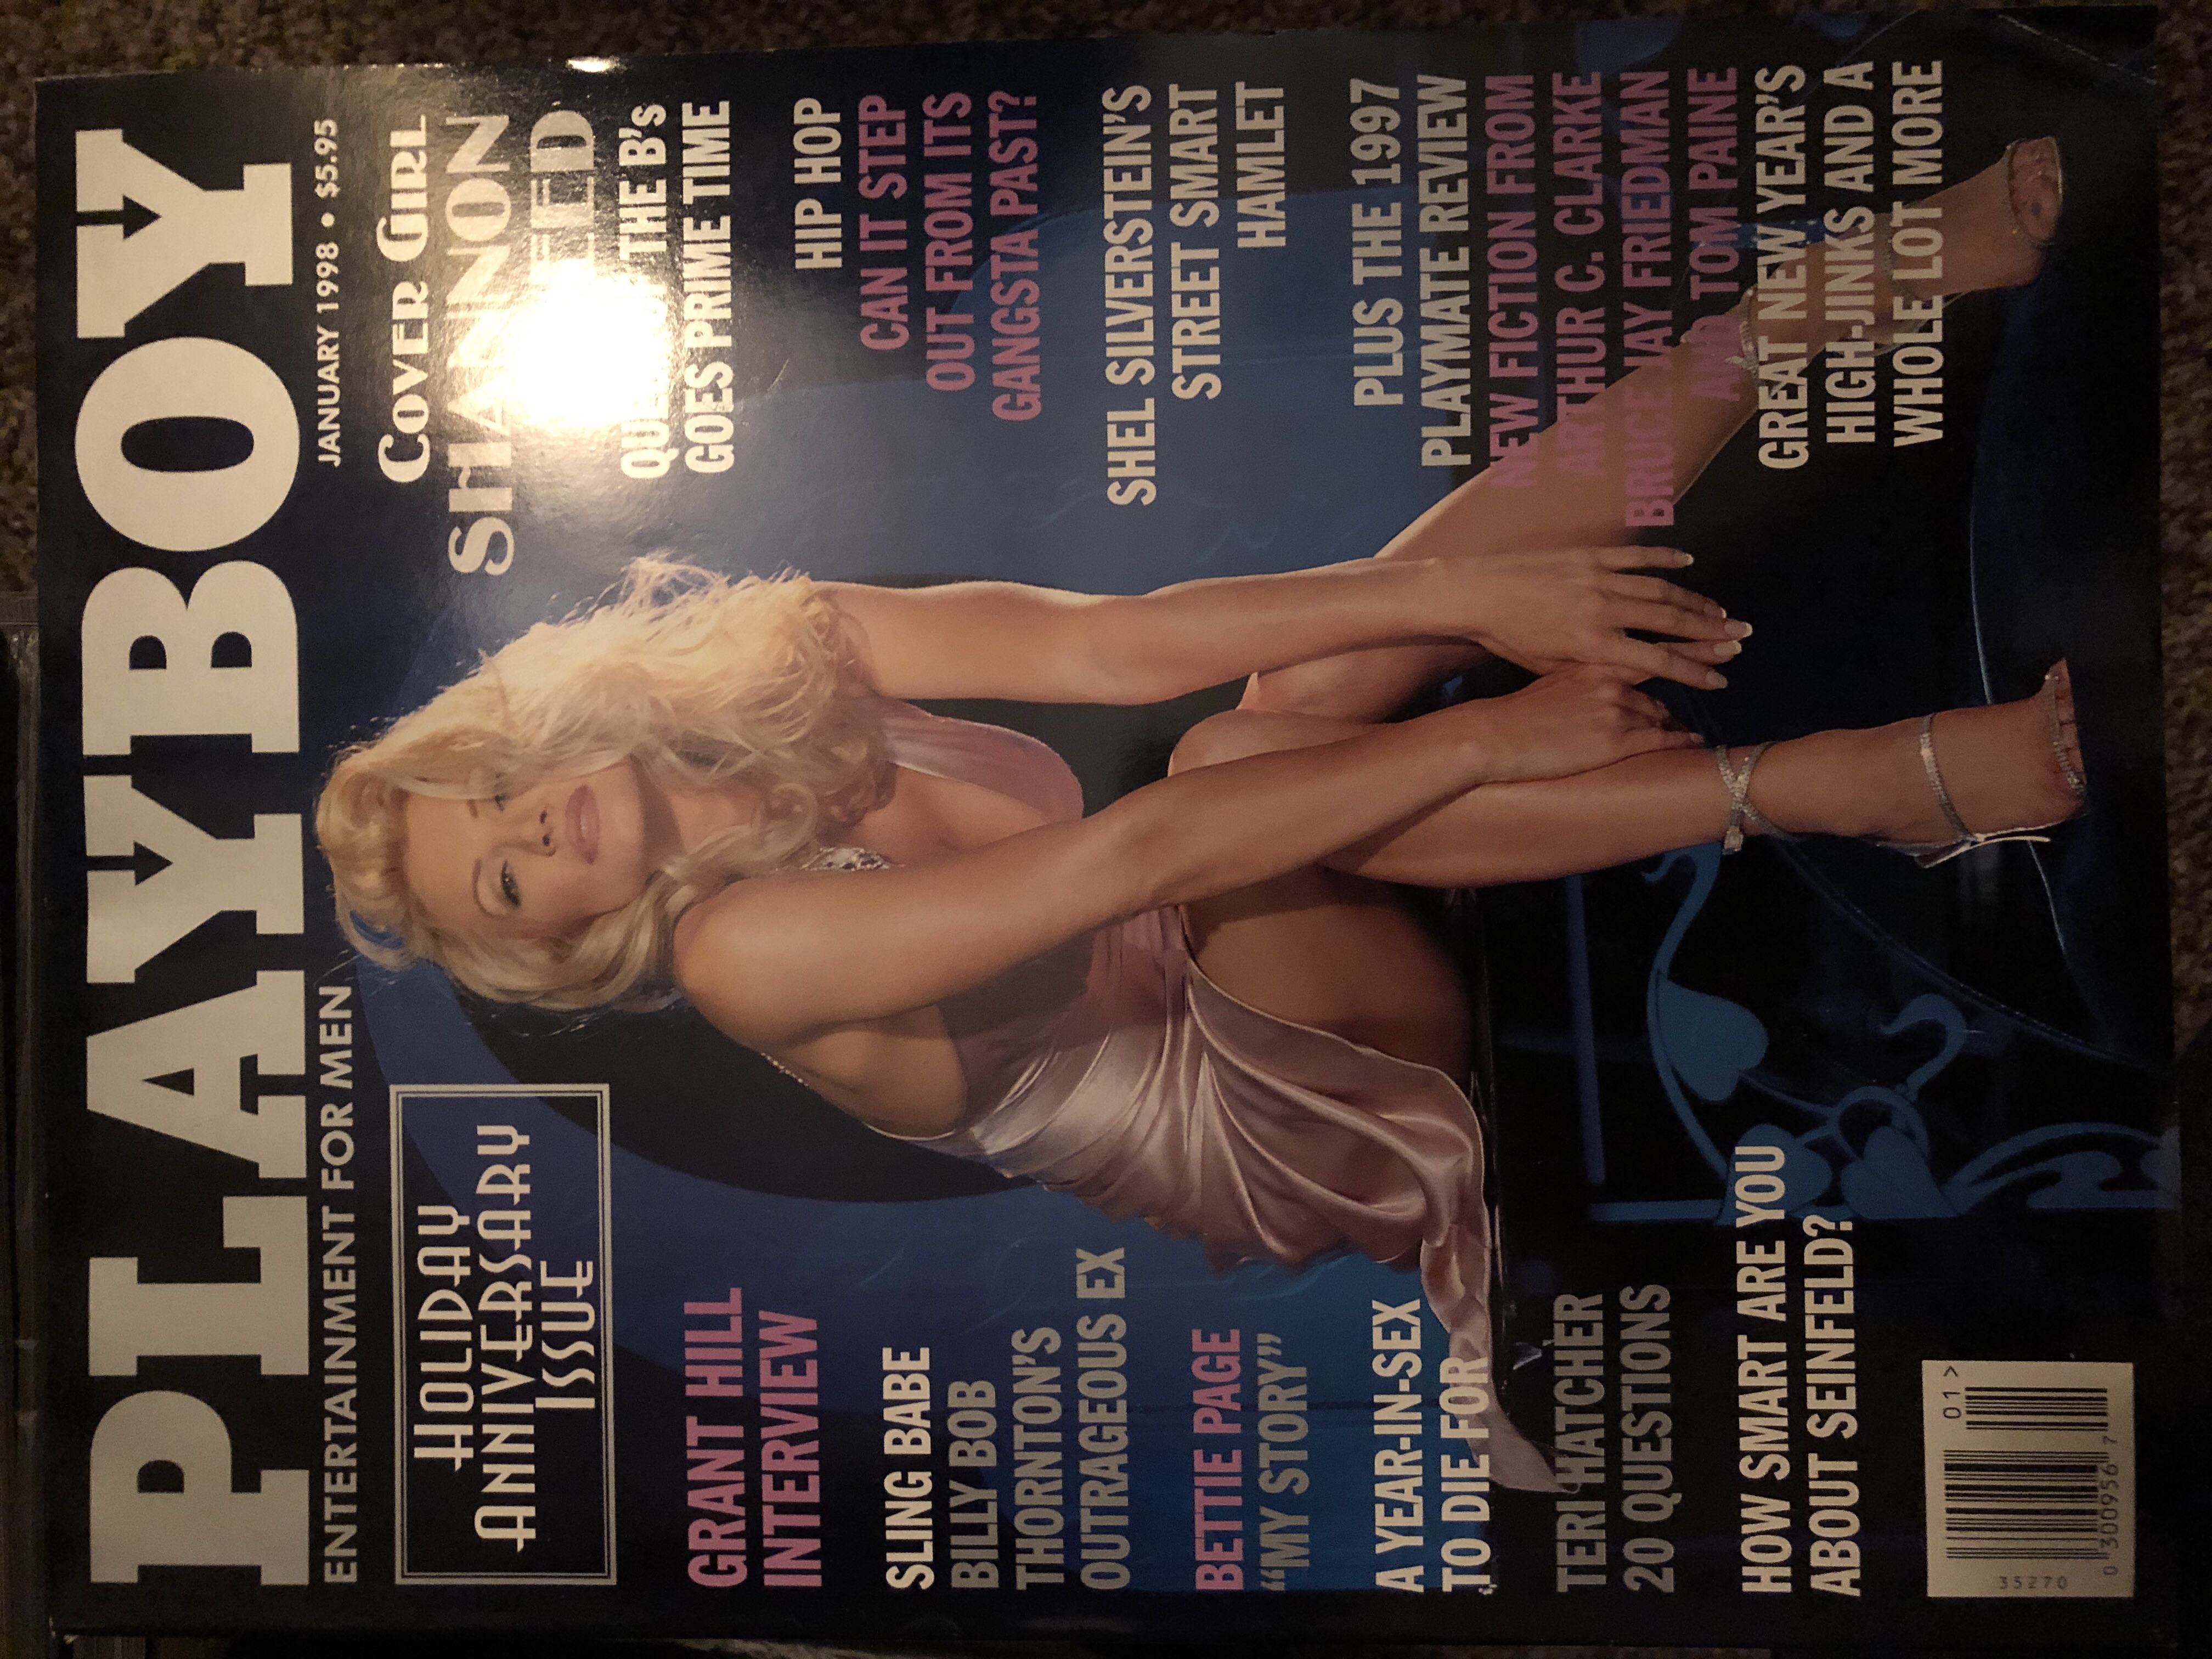 PLAYBOY
ENTERTAINMENT FOR MEN
JANUARY 1998 • $5.95
HOLIDAY
ANNIVERSARY
ISSUE
GRANT HILL
INTERVIEW
SLING BABE
BILLY BOB
THORNTON'S
OUTRAGEOUS EX
BETTIE PAGE
“MY STORY”
A YEAR-IN-SEX
TO DIE FOR
TERI HATCHER
20 QUESTIONS
HOW SMART ARE YOU
ABOUT SEINFELD?
35270
0 300956 7
01>
COVER GIRL
SHANNON
THE B's
GOES PRIME TIME
HIP HOP
CAN IT STEP
OUT FROM ITS
GANGSTA PAST?
SHEL SILVERSTEIN'S
STREET SMART
HAMLET
PLUS THE 1997
PLAYMATE REVIEW
NEW FICTION FROM
ARTHUR C. CLARKE
BRUCE JAY FRIEDMAN
AND TOM PAINE
GREAT NEW YEAR'S
HIGH-JINKS AND A
WHOLE LOT MORE